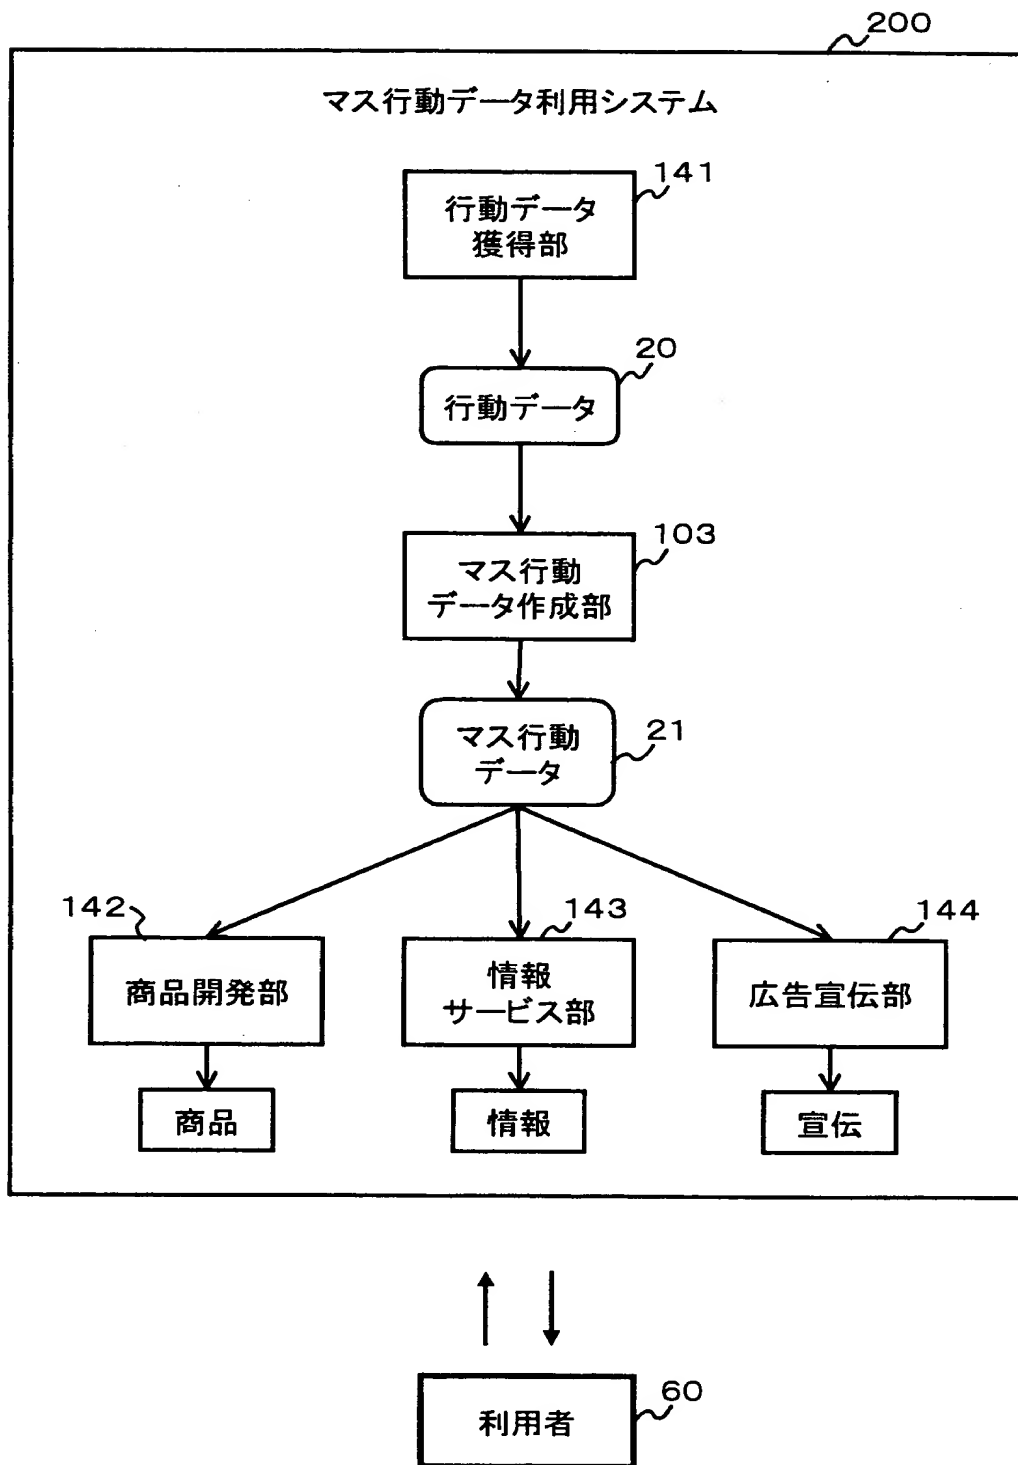 200
マス行動データ利用システム
141
行動データ
獲得部
20
行動データ
103
マス行動
データ作成部
21
マス行動
データ
142
143
144
商品開発部
情報
サービス部
広告宣伝部
商品
情報
宣伝
60
利用者